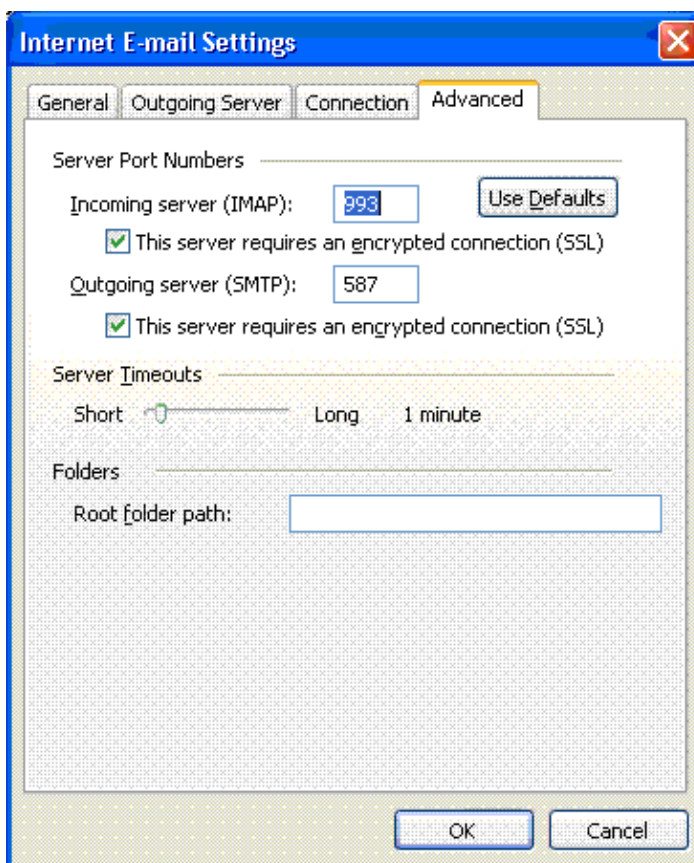 Internet E-mail Settings
General Outgoing Server Connection Advanced
Server Port Numbers
Incoming server (IMAP): 993 Use Defaults
This server requires an encrypted connection (SSL)
Outgoing server (SMTP): 587
This server requires an encrypted connection (SSL)
Server Timeouts
Short Long 1 minute
Folders
Root folder path:
OK Cancel